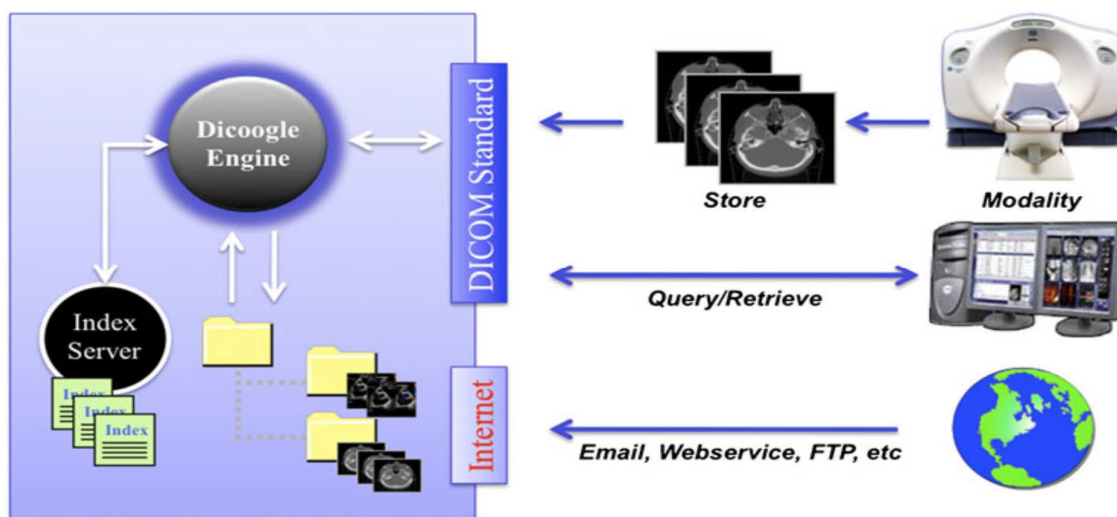 Dicoogle
Engine
DICOM Standard
Store
Modality
Query/Retrieve
Index
Server
Index
Index
Index
Internet
Email, Webservice, FTP, etc